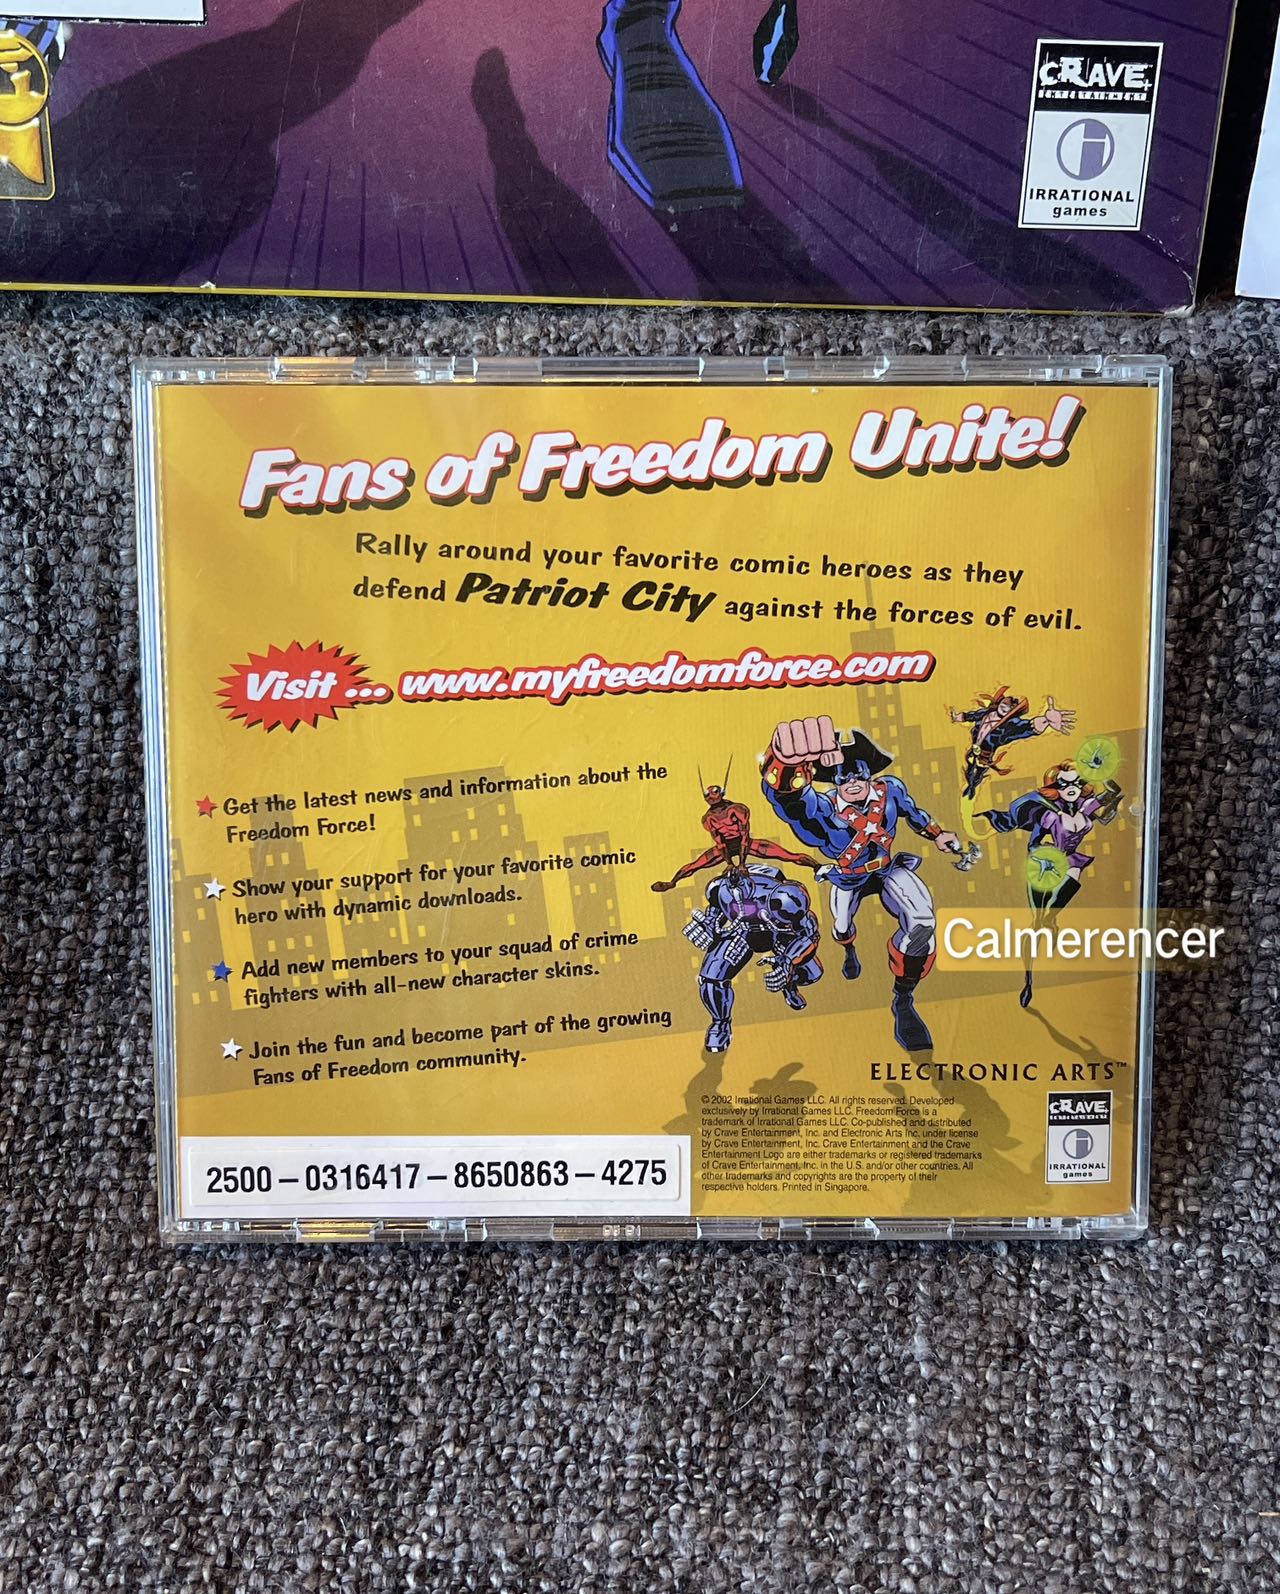 CRAVE
ENTERTAINMENT
IRRATIONAL
games
Fans of Freedom Unite!
Rally around your favorite comic heroes as they
defend Patriot City against the forces of evil.
Visit ... www.myfreedomforce.com
Get the latest news and information about the
Freedom Force!
Show your support for your favorite comic
hero with dynamic downloads.
Add new members to your squad of crime
fighters with all-new character skins.
Join the fun and become part of the growing
Fans of Freedom community.
Calmerencer
ELECTRONIC ARTS™
© 2002 Irrational Games LLC. All rights reserved. Developed
exclusively by Irrational Games LLC. Freedom Force is a
trademark of Irrational Games LLC. Co-published and distributed
by Crave Entertainment, Inc. and Electronic Arts Inc. under license
by Crave Entertainment, Inc. Crave Entertainment and the Crave
Entertainment Logo are either trademarks or registered trademarks
of Crave Entertainment, Inc. in the U.S. and/or other countries. All
other trademarks and copyrights are the property of their
respective holders. Printed in Singapore.
CRAVE
ENTERTAINMENT
IRRATIONAL
games
2500 – 0316417 – 8650863 – 4275